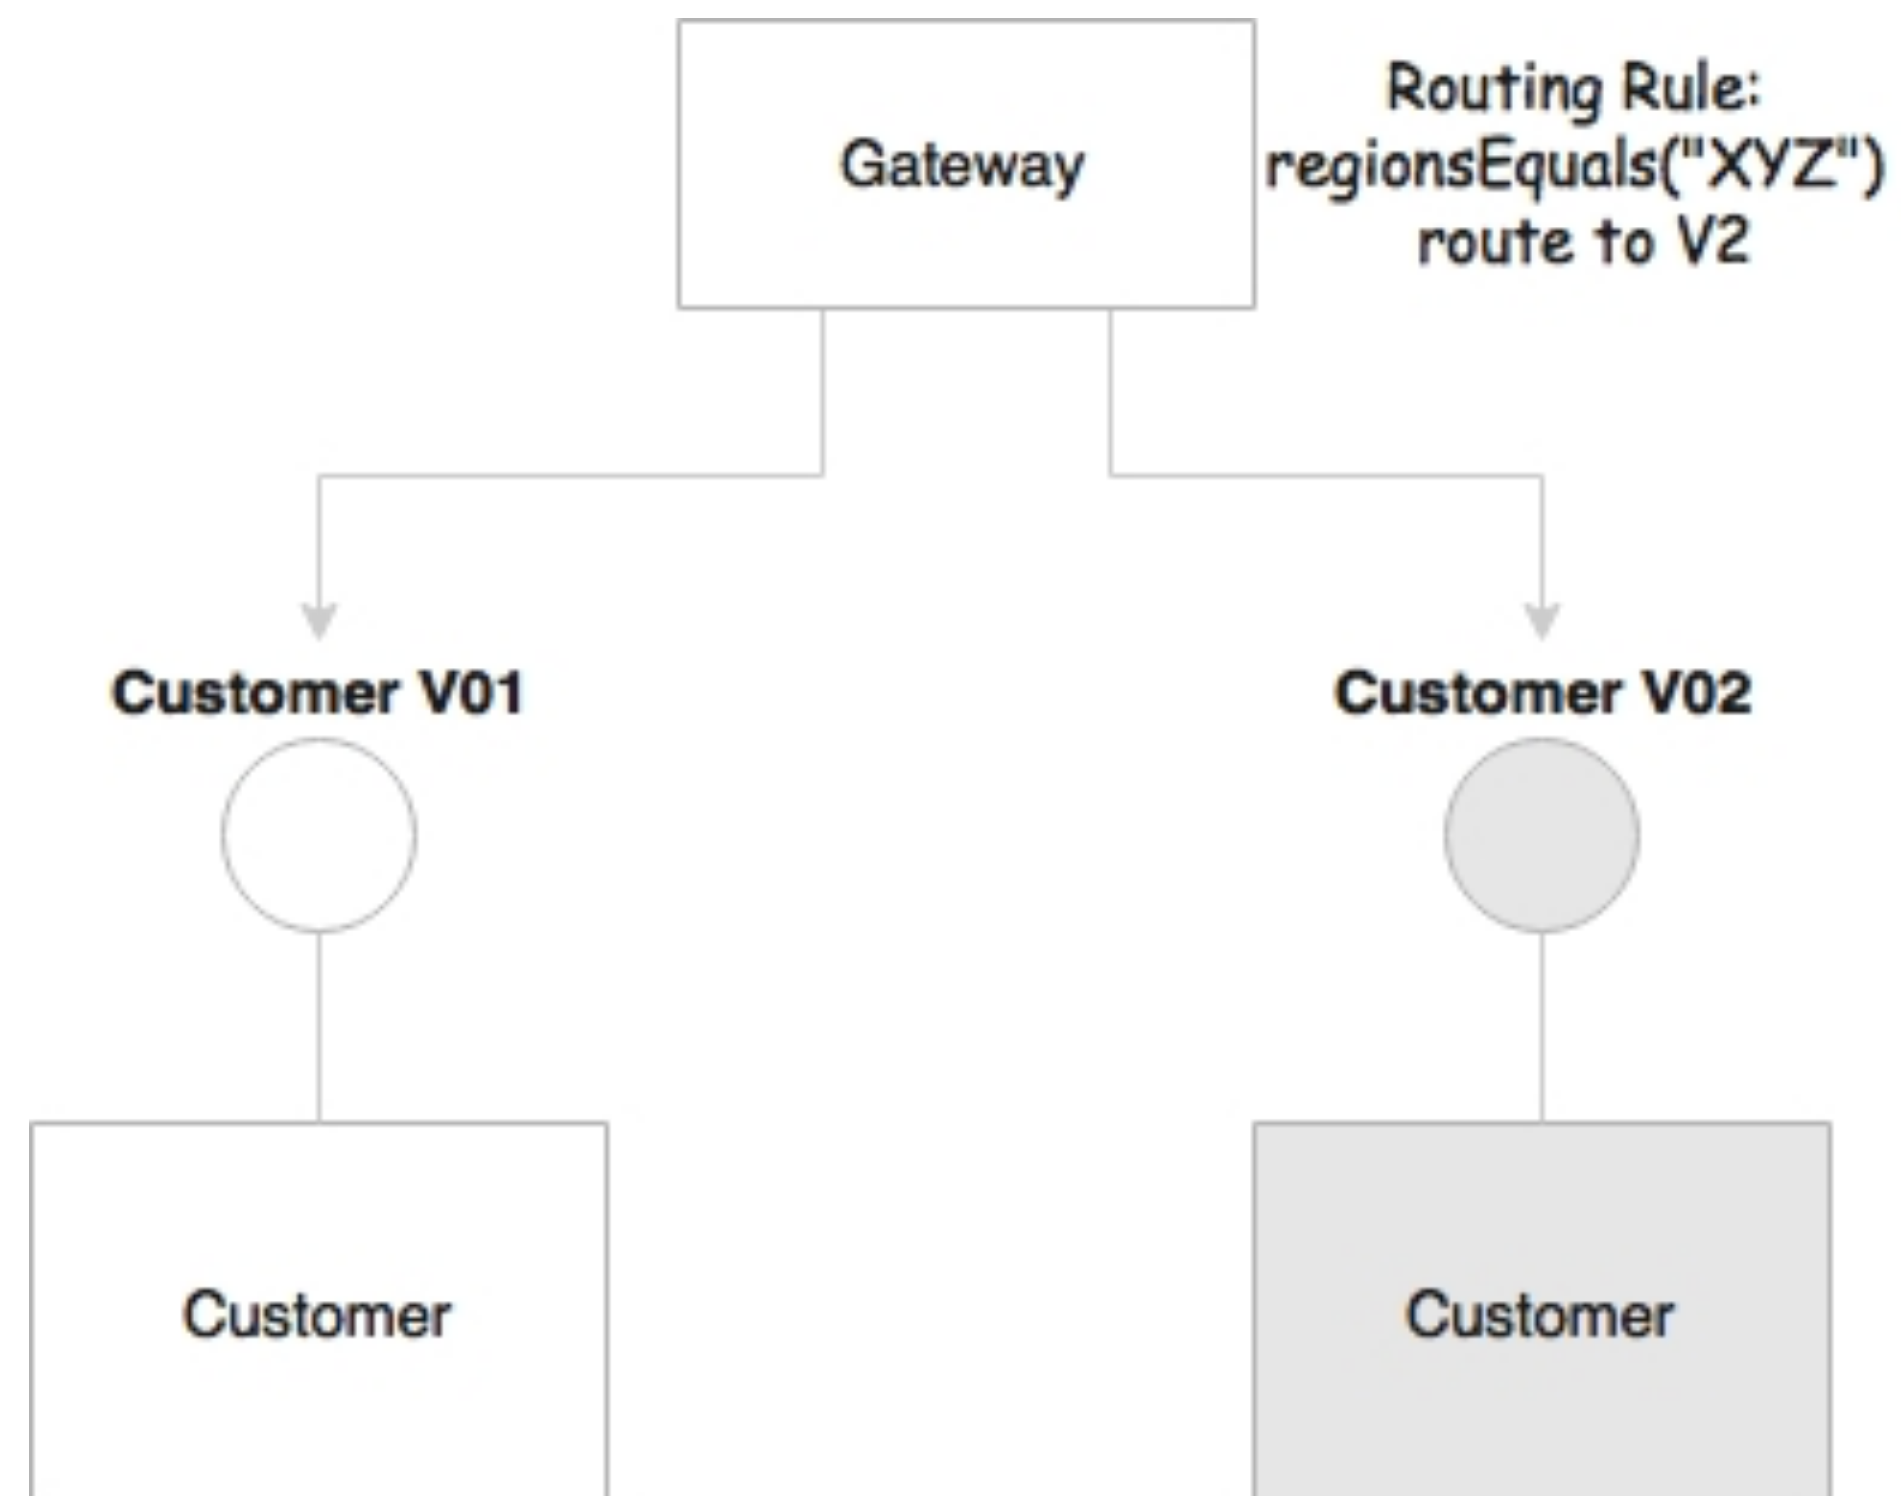 Gateway
Routing Rule:
regionsEquals("XYZ")
route to V2
Customer V01
Customer V02
Customer
Customer